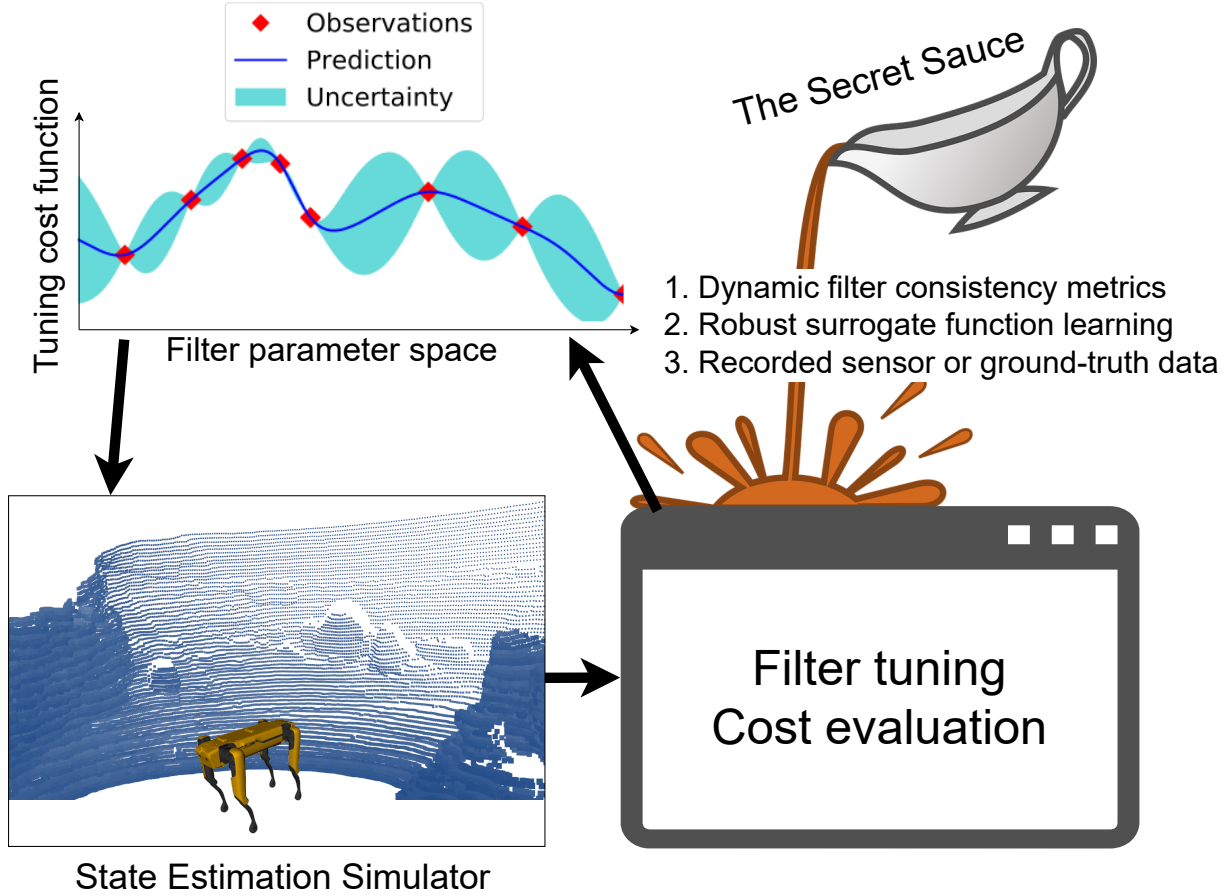 Observations
Prediction
Uncertainty
Tuning cost function
Filter parameter space
The Secret Sauce
1. Dynamic filter consistency metrics
2. Robust surrogate function learning
3. Recorded sensor or ground-truth data
State Estimation Simulator
Filter tuning
Cost evaluation